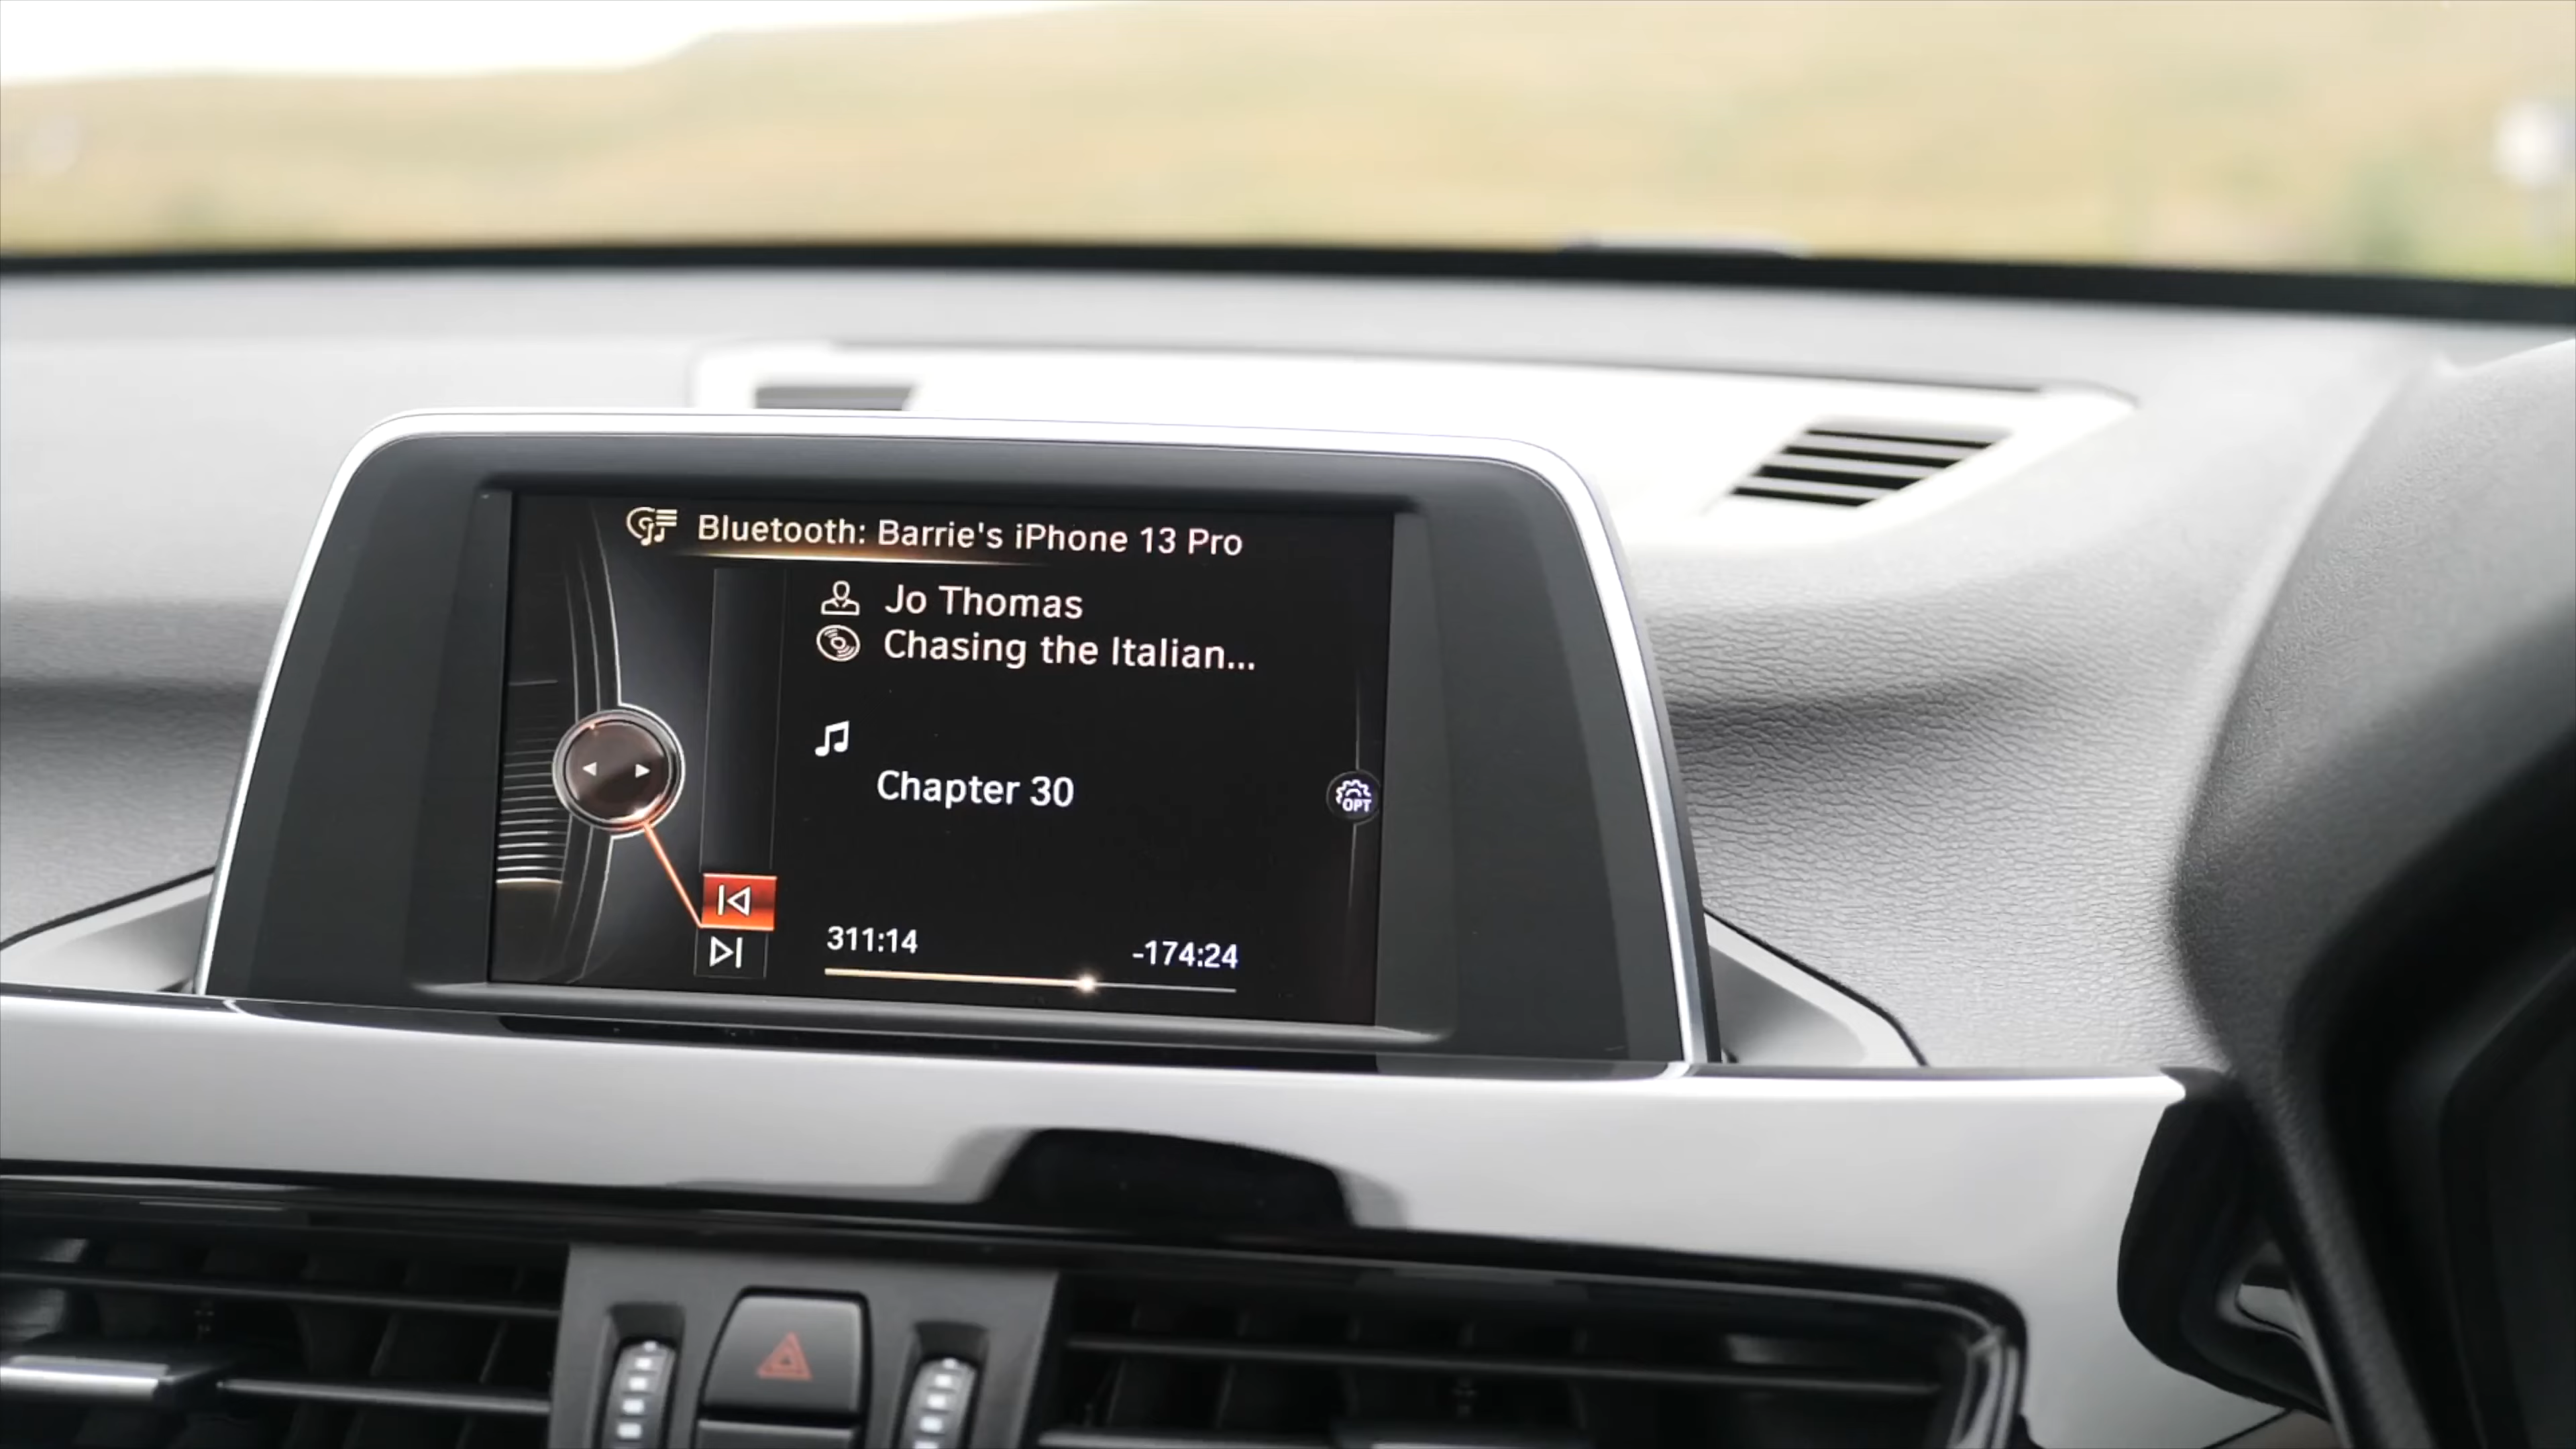 Bluetooth: Barrie's iPhone 13 Pro
Jo Thomas
Chasing the Italian...
Chapter 30
OPT
311:14 -174:24